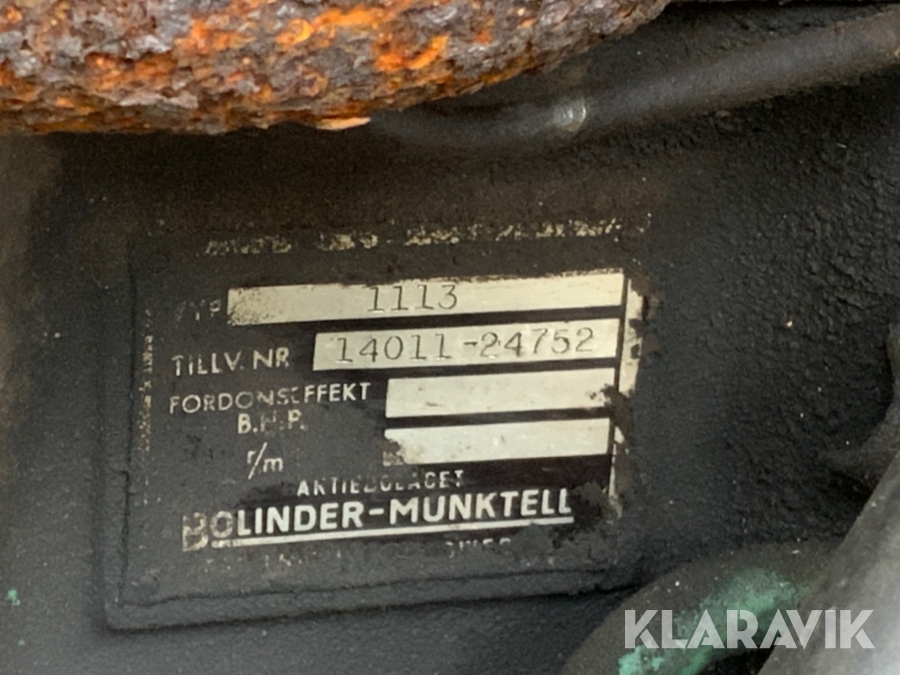 TYP 1113
TILLV. NR 14011-24752
FORDONSEFFEKT
B.H.P.
r/m
AKTIEBOLAGET
BOLINDER-MUNKTELL
KLARAVIK